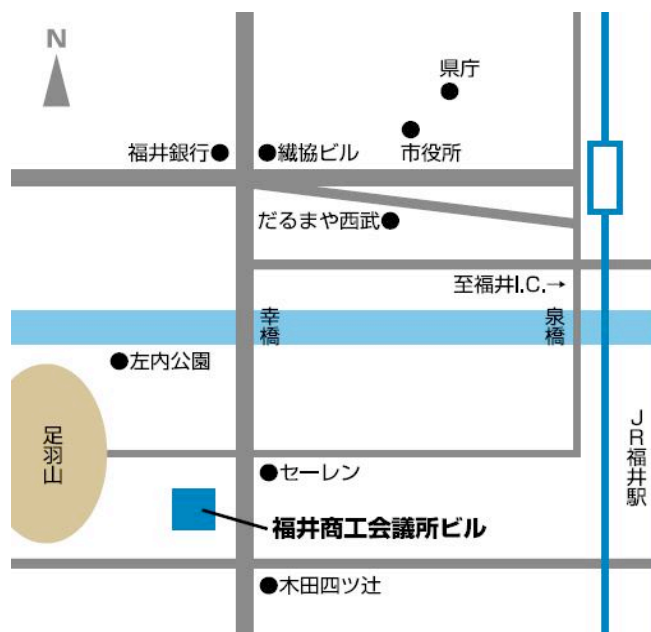 N
県庁
福井銀行
繊協ビル
市役所
だるまや西武
至福井I.C.→
幸橋
泉橋
左内公園
足羽山
JR福井駅
セーレン
福井商工会議所ビル
木田四ツ辻